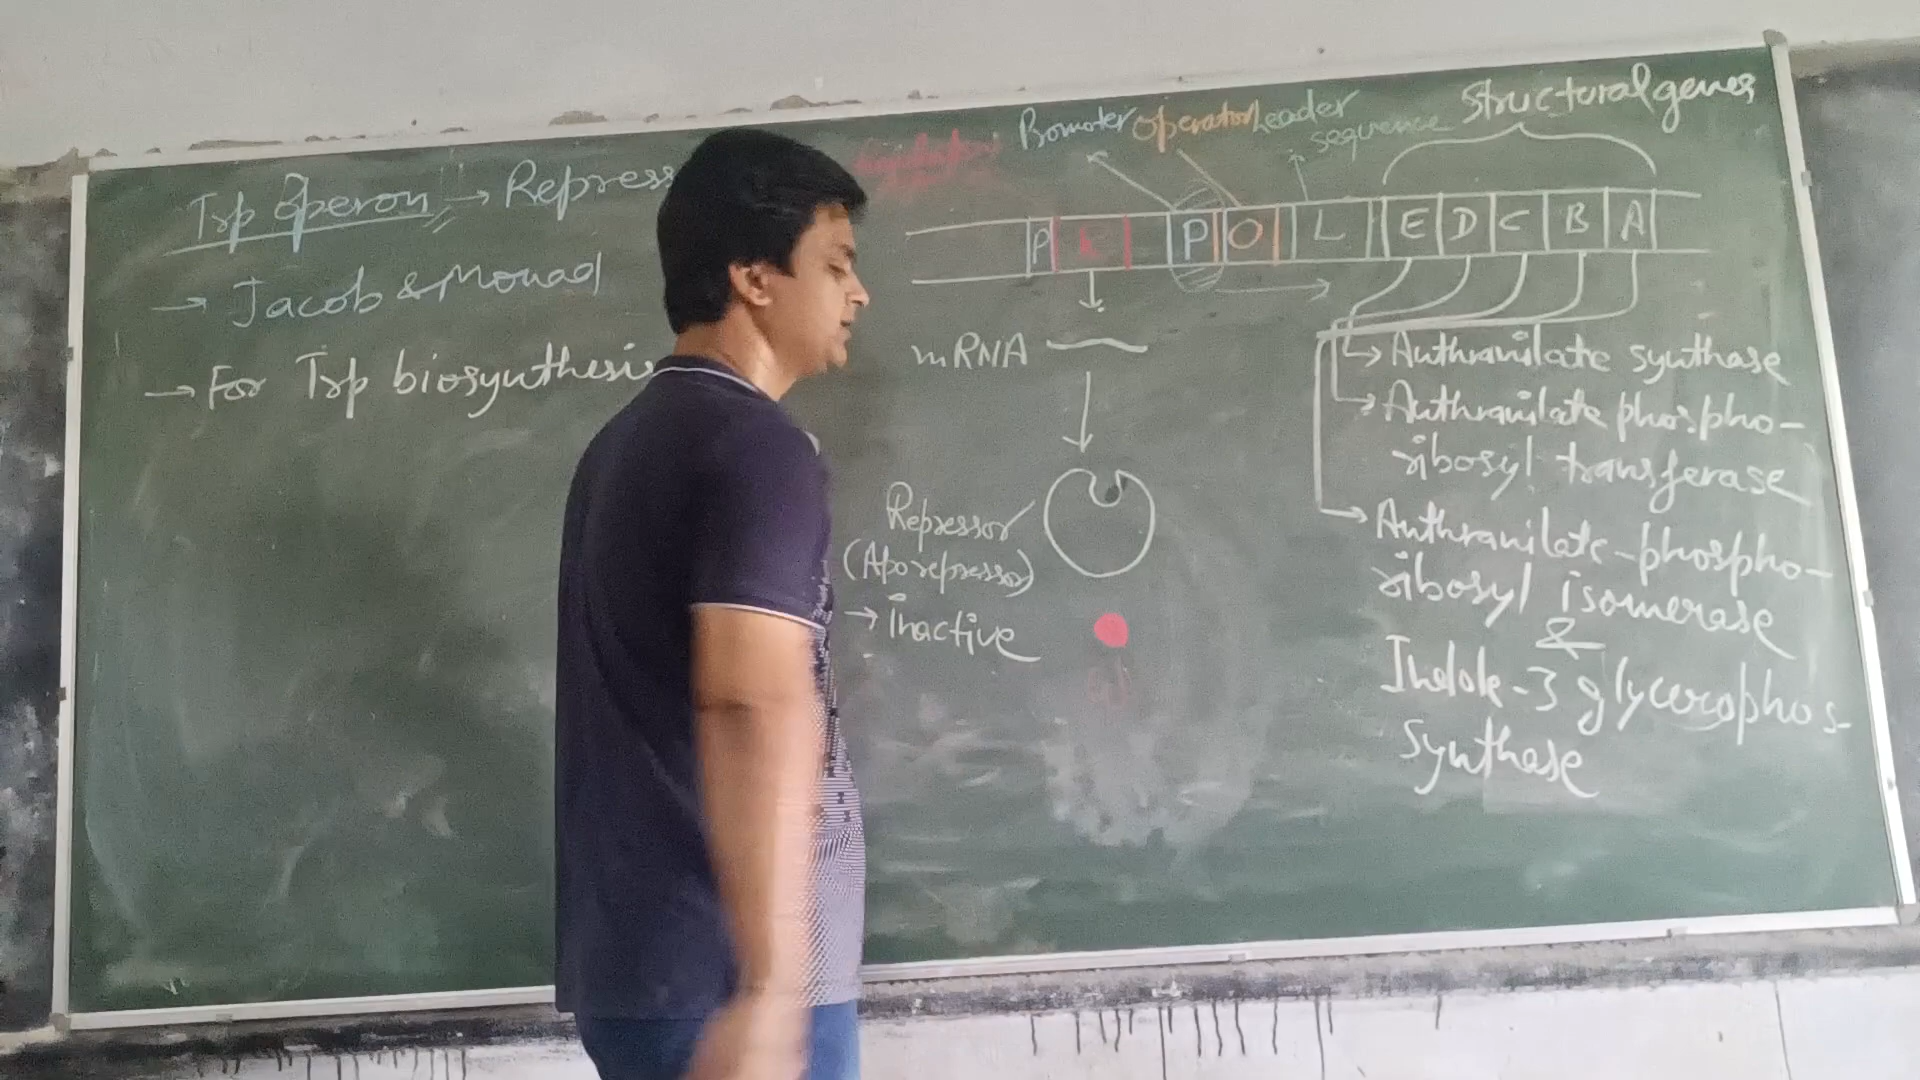 Trp operon → Repress
→ Jacob & Monad
→ For Trp biosynthesis
Promoter Operator Leader
sequence
Structural genes
P R P O L E D C B A
mRNA
Repressor
(Aporepressor)
→ Inactive
Anthranilate synthase
Anthranilate phospho-
ribosyl transferase
Anthranilate-phospho-
ribosyl isomerase
&
Indole-3 glycerophos-
synthase